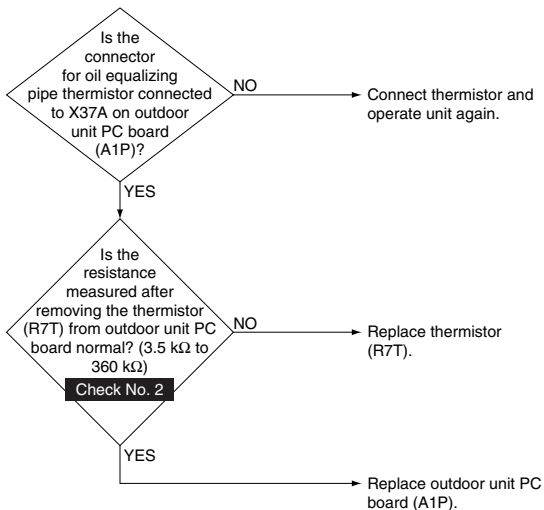 Is the
connector
for oil equalizing
pipe thermistor connected
to X37A on outdoor
unit PC board
(A1P)?
NO
Connect thermistor and
operate unit again.
YES
Is the
resistance
measured after
removing the thermistor
(R7T) from outdoor unit PC
board normal? (3.5 kΩ to
360 kΩ)
Check No. 2
NO
Replace thermistor
(R7T).
YES
Replace outdoor unit PC
board (A1P).